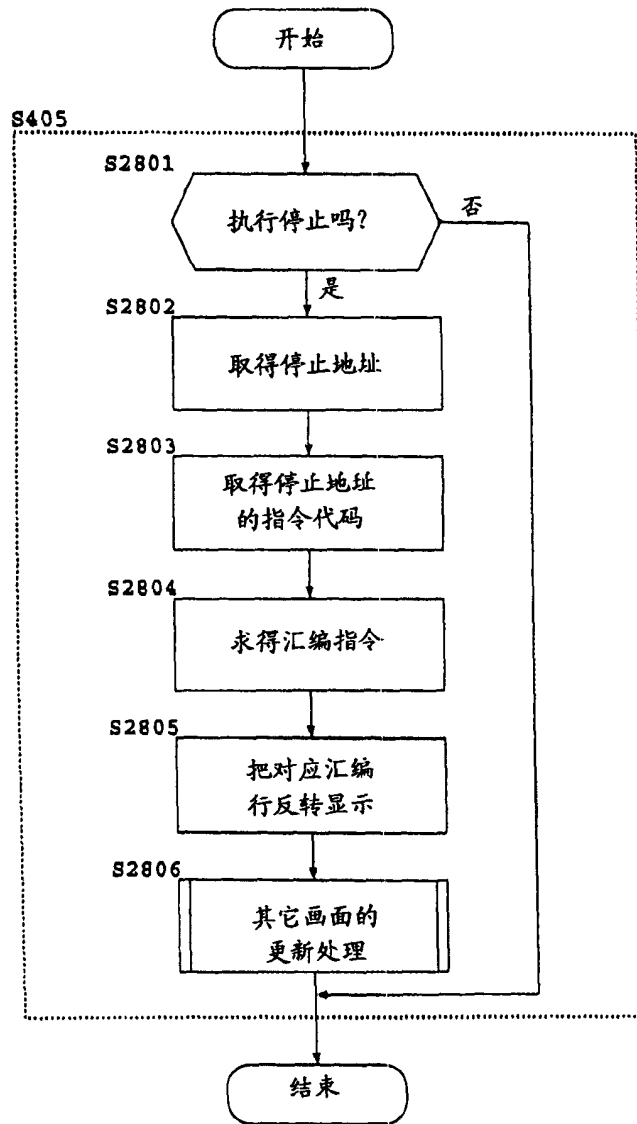 开始
S405
S2801
执行停止吗?
否
是
S2802
取得停止地址
S2803
取得停止地址
的指令代码
S2804
求得汇编指令
S2805
把对应汇编
行反转显示
S2806
其它画面的
更新处理
结束